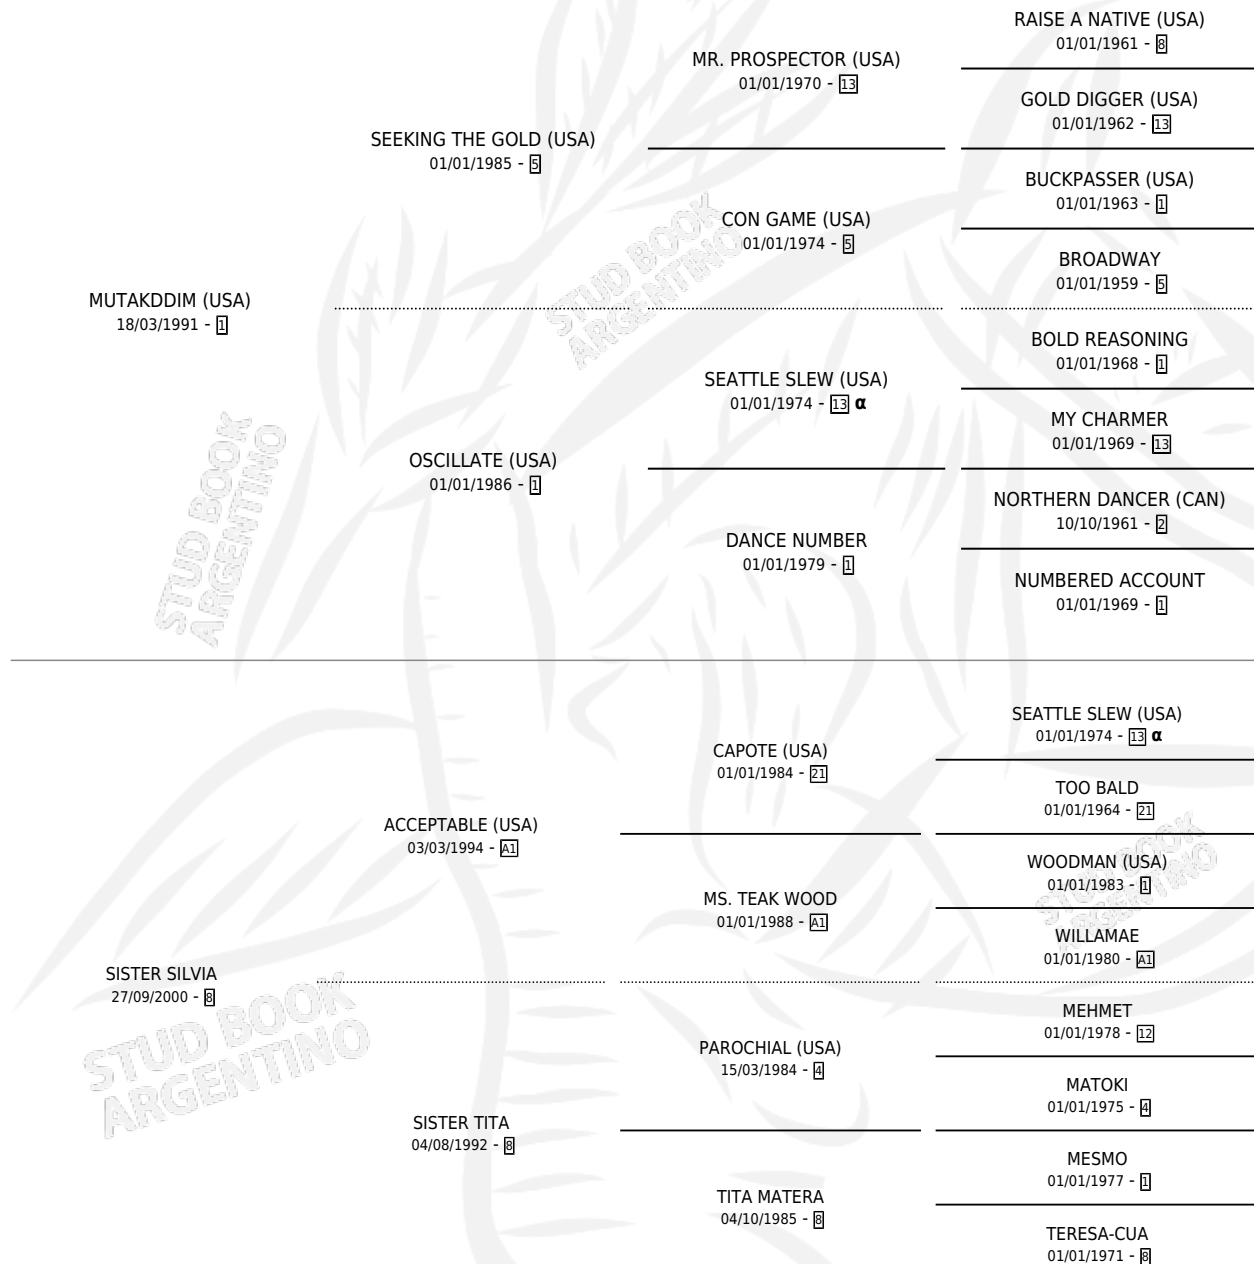 RAISE A NATIVE (USA)
01/01/1961 - 8
MR. PROSPECTOR (USA)
01/01/1970 - 13
GOLD DIGGER (USA)
01/01/1962 - 13
SEEKING THE GOLD (USA)
01/01/1985 - 5
BUCKPASSER (USA)
01/01/1963 - 1
CON GAME (USA)
01/01/1974 - 5
BROADWAY
01/01/1959 - 5
MUTAKDDIM (USA)
18/03/1991 - 1
BOLD REASONING
01/01/1968 - 1
SEATTLE SLEW (USA)
01/01/1974 - 13 α
MY CHARMER
01/01/1969 - 13
OSCILLATE (USA)
01/01/1986 - 1
NORTHERN DANCER (CAN)
10/10/1961 - 2
DANCE NUMBER
01/01/1979 - 1
NUMBERED ACCOUNT
01/01/1969 - 1
SEATTLE SLEW (USA)
01/01/1974 - 13 α
CAPOTE (USA)
01/01/1984 - 21
TOO BALD
01/01/1964 - 21
ACCEPTABLE (USA)
03/03/1994 - A1
WOODMAN (USA)
01/01/1983 - 1
MS. TEAK WOOD
01/01/1988 - A1
WILLAMAE
01/01/1980 - A1
SISTER SILVIA
27/09/2000 - 8
MEHMET
01/01/1978 - 12
PAROCHIAL (USA)
15/03/1984 - 4
MATOKI
01/01/1975 - 4
SISTER TITA
04/08/1992 - 8
MESMO
01/01/1977 - 1
TITA MATERA
04/10/1985 - 8
TERESA-CUA
01/01/1971 - 8
STUD BOOK
ARGENTINO
STUD BOOK
ARGENTINO
STUD BOOK
ARGENTINO
STUD BOOK
ARGENTINO